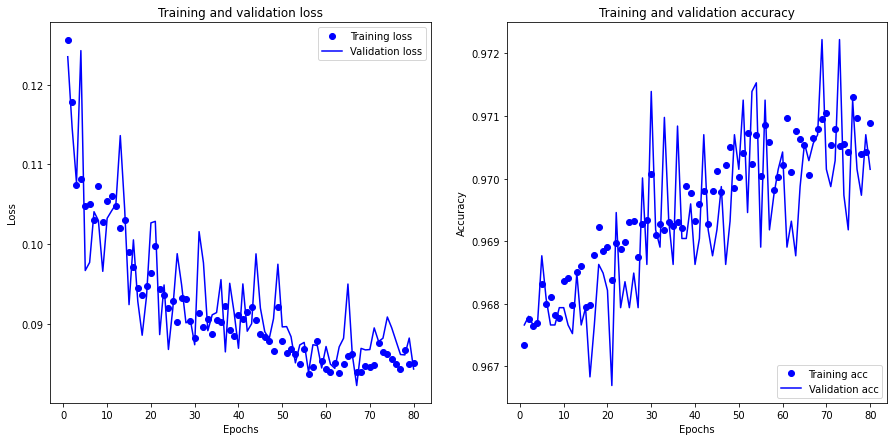 Training and validation loss
Training loss
Validation loss
0.12
0.11
0.10
0.09
Loss
0 10 20 30 40 50 60 70 80
Epochs
Training and validation accuracy
0.972
0.971
0.970
0.969
0.968
0.967
Accuracy
Training acc
Validation acc
0 10 20 30 40 50 60 70 80
Epochs